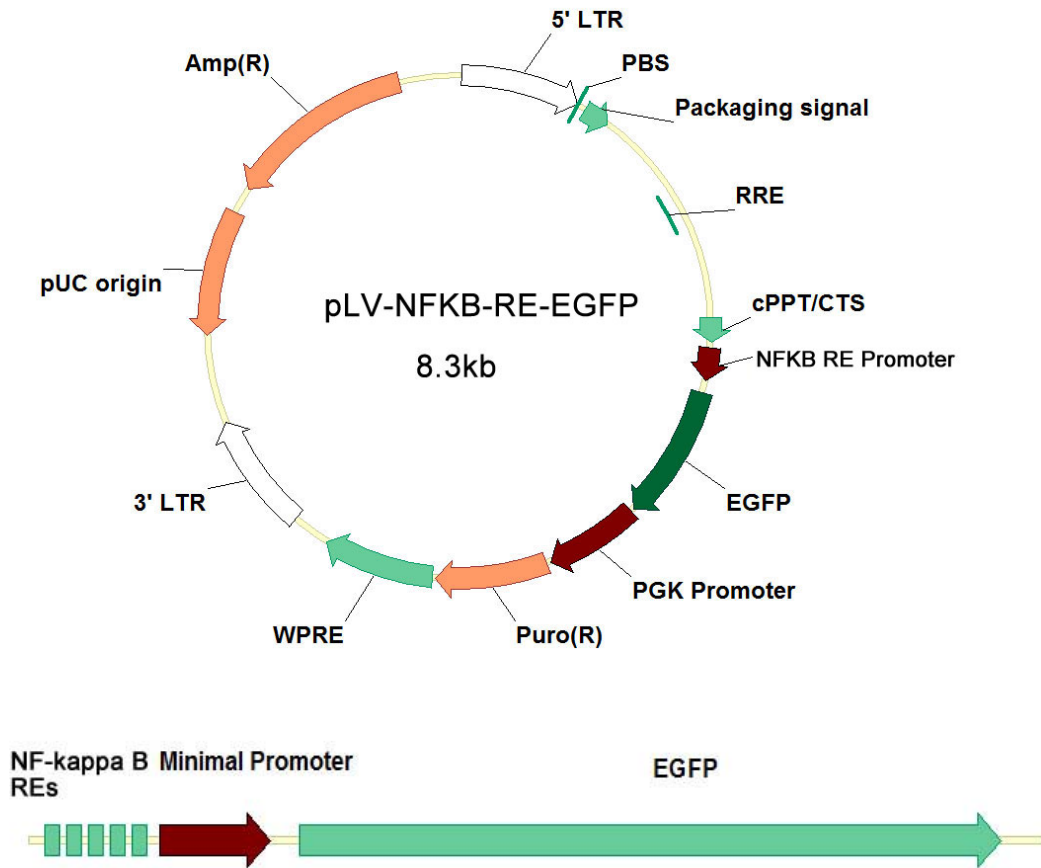 5' LTR
PBS
Amp(R)
Packaging signal
RRE
pUC origin
pLV-NFKB-RE-EGFP
8.3kb
cPPT/CTS
NFKB RE Promoter
3' LTR
EGFP
PGK Promoter
WPRE
Puro(R)
NF-kappa B
REs
Minimal Promoter
EGFP